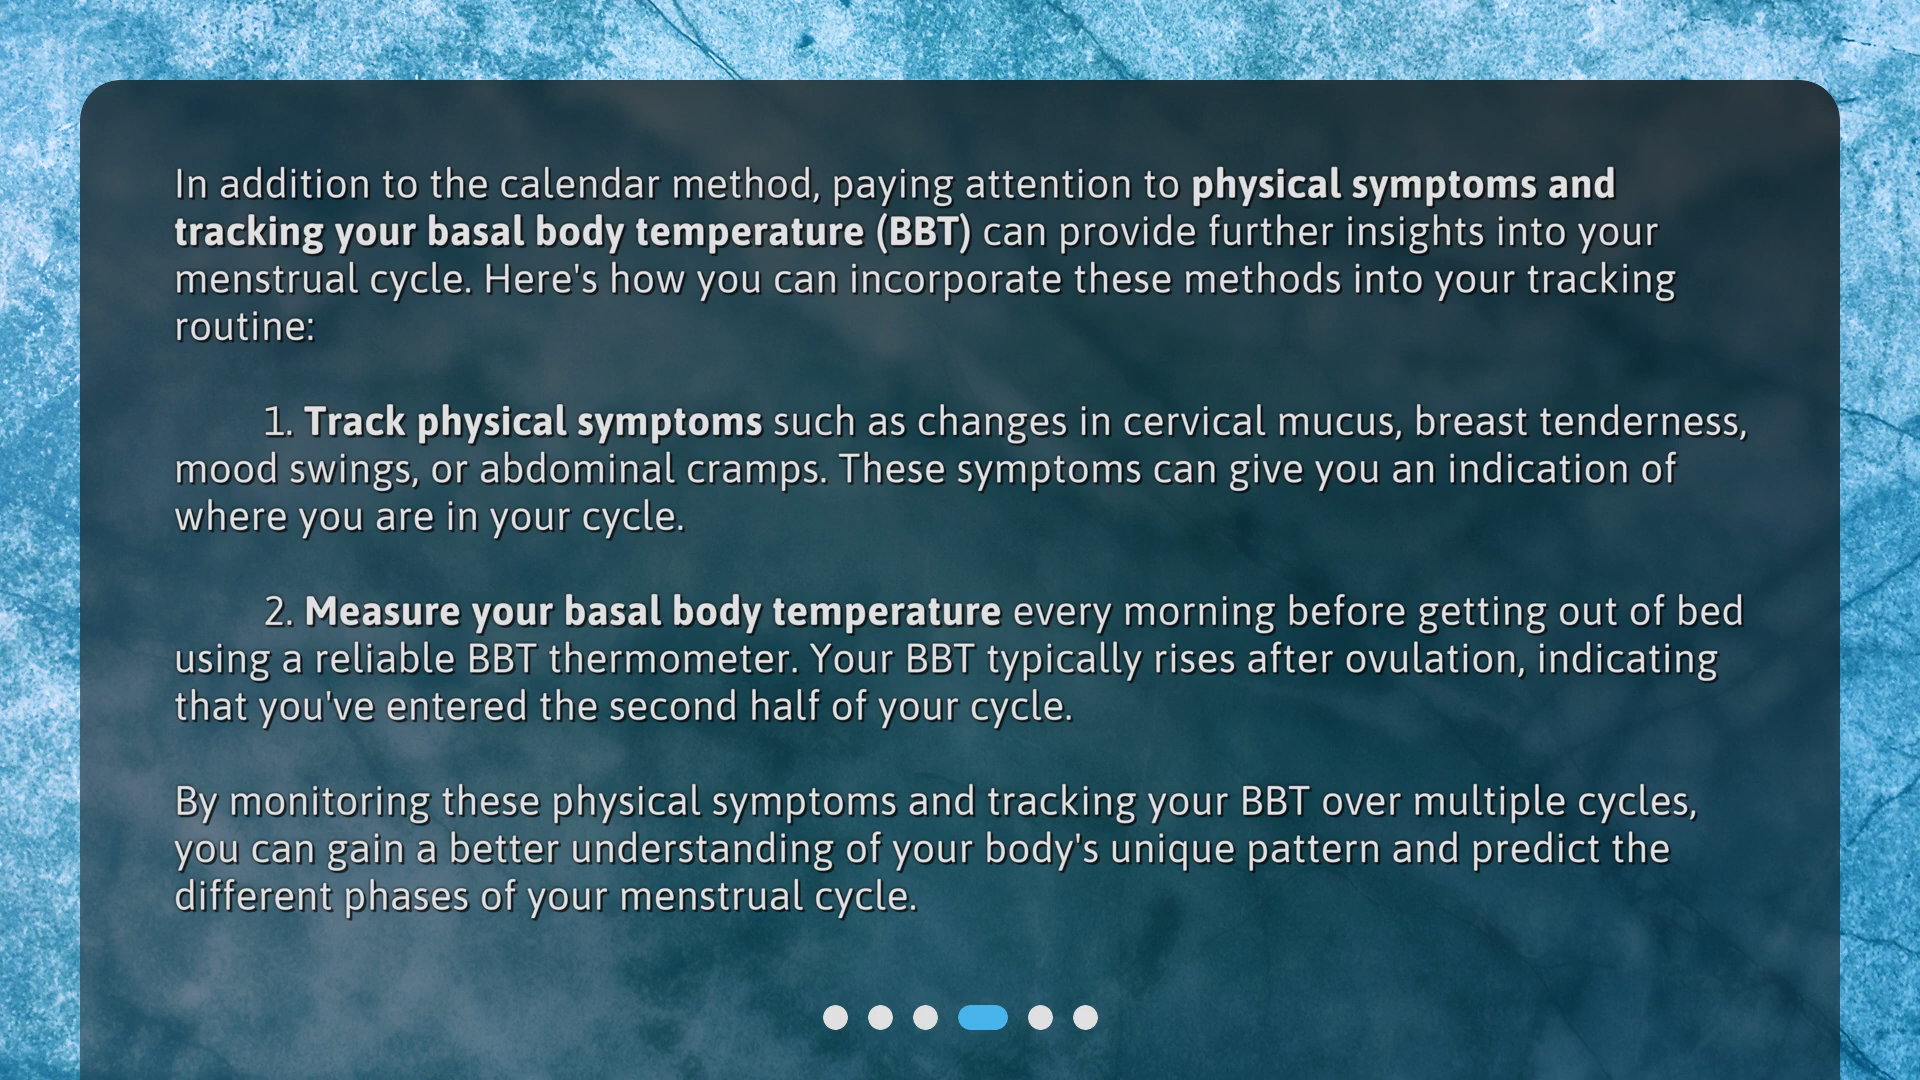 In addition to the calendar method, paying attention to physical symptoms and
tracking your basal body temperature (BBT) can provide further insights into your
menstrual cycle. Here's how you can incorporate these methods into your tracking
routine:
1. Track physical symptoms such as changes in cervical mucus, breast tenderness,
mood swings, or abdominal cramps. These symptoms can give you an indication of
where you are in your cycle.
2. Measure your basal body temperature every morning before getting out of bed
using a reliable BBT thermometer. Your BBT typically rises after ovulation, indicating
that you've entered the second half of your cycle.
By monitoring these physical symptoms and tracking your BBT over multiple cycles,
you can gain a better understanding of your body's unique pattern and predict the
different phases of your menstrual cycle.